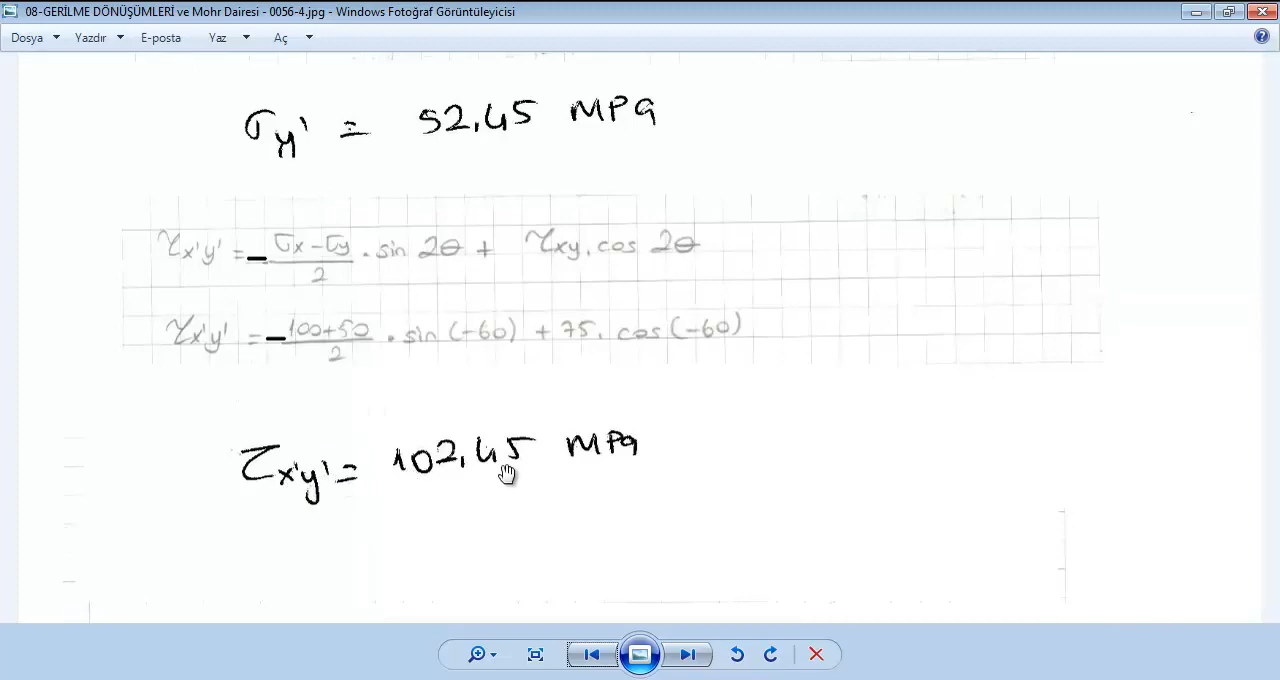 08-GERİLME DÖNÜŞÜMLERİ ve Mohr Dairesi - 0056-4.jpg - Windows Fotoğraf Görüntüleyicisi
Dosya Yazdır E-posta Yaz Aç
σy' = 52,45 MPa
τx'y' = - σx-σy/2 . sin 2θ + τxy. cos 2θ
τx'y' = - 100+50/2 . sin (-60) + 75. cos (-60)
τx'y' = 102,45 MPa